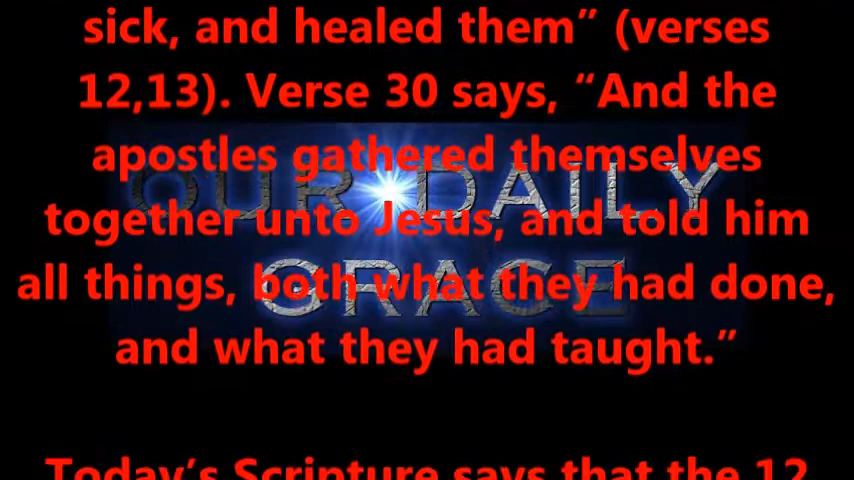 sick, and healed them” (verses
12,13). Verse 30 says, “And the
apostles gathered themselves
together unto Jesus, and told him
all things, both what they had done,
and what they had taught.”
Today’s Scripture says that the 12
OUR DAILY
GRACE